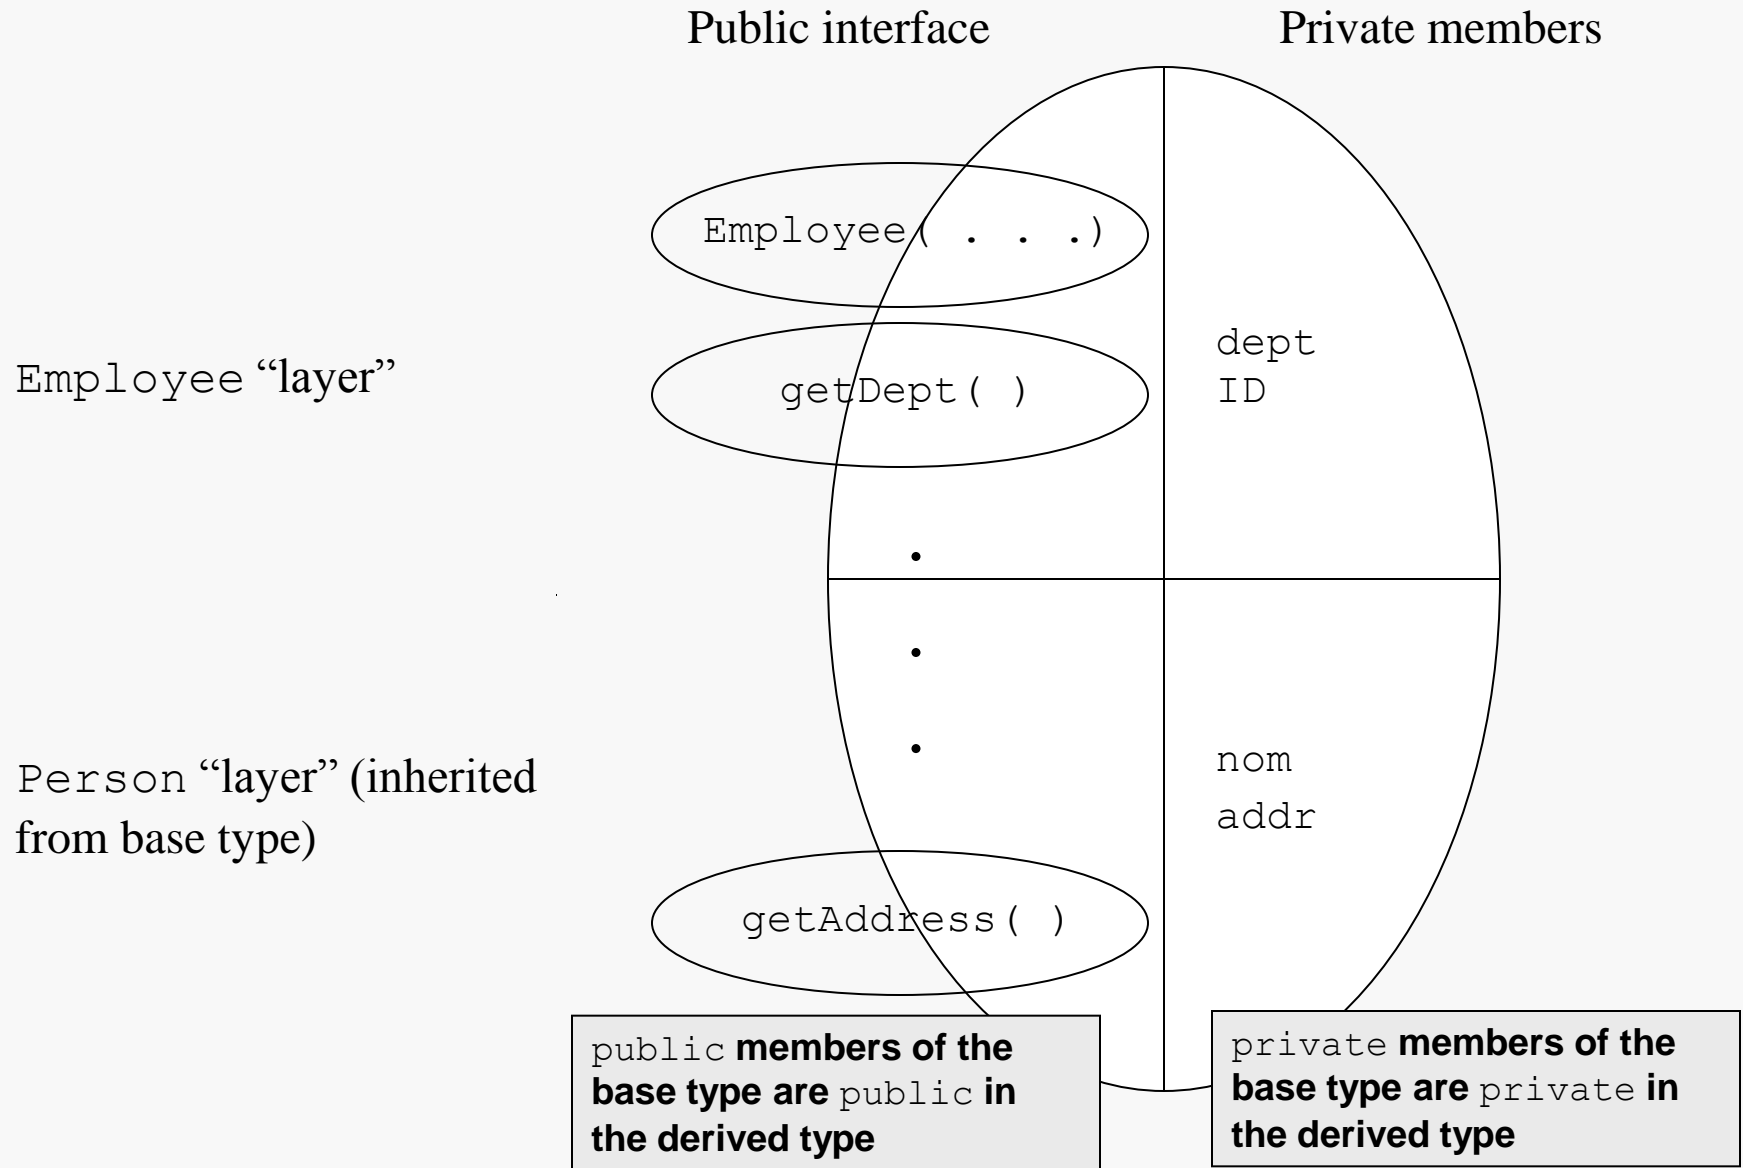 Public interface
Private members
Employee( . . .)
Employee “layer”
getDept( )
dept
ID
.
.
.
Person “layer” (inherited
from base type)
nom
addr
getAddress( )
public members of the
base type are public in
the derived type
private members of the
base type are private in
the derived type